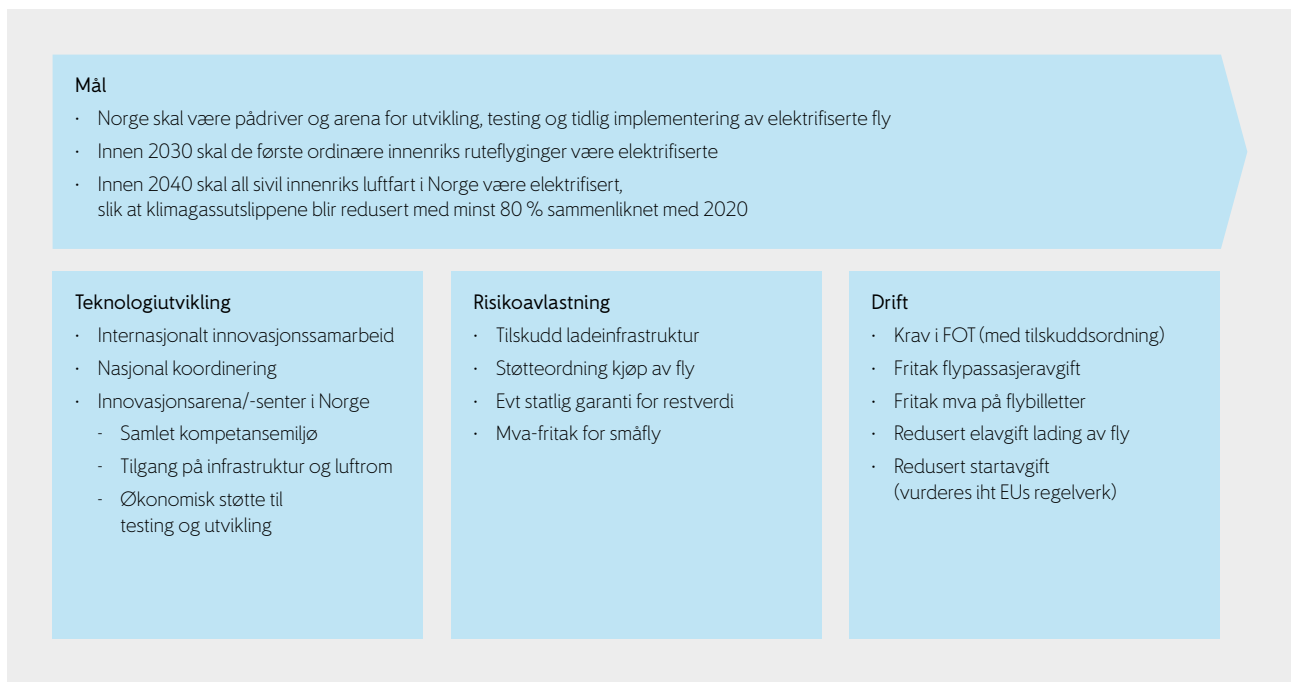 Mål
· Norge skal være pådriver og arena for utvikling, testing og tidlig implementering av elektrifiserte fly
· Innen 2030 skal de første ordinære innenriks ruteflyginger være elektrifiserte
· Innen 2040 skal all sivil innenriks luftfart i Norge være elektrifisert,
slik at klimagassutslippene blir redusert med minst 80 % sammenliknet med 2020
Teknologiutvikling
· Internasjonalt innovasjonssamarbeid
· Nasjonal koordinering
· Innovasjonsarena/-senter i Norge
- Samlet kompetansemiljø
- Tilgang på infrastruktur og luftrom
- Økonomisk støtte til
testing og utvikling
Risikoavlastning
· Tilskudd ladeinfrastruktur
· Støtteordning kjøp av fly
· Evt statlig garanti for restverdi
· Mva-fritak for småfly
Drift
· Krav i FOT (med tilskuddsordning)
· Fritak flypassasjeravgift
· Fritak mva på flybilletter
· Redusert elavgift lading av fly
· Redusert startavgift
(vurderes iht EUs regelverk)